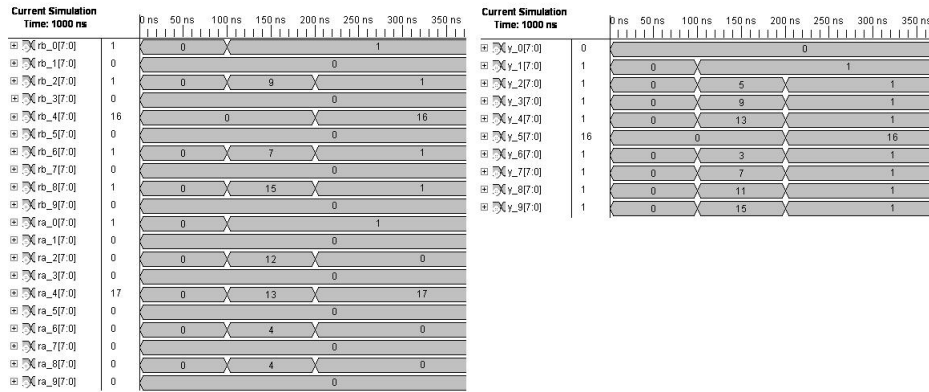 Current Simulation
Time: 1000 ns
0 ns 50 ns 100 ns 150 ns 200 ns 250 ns 300 ns 350 ns
rb_0[7:0] 1 0 1
rb_1[7:0] 0 0
rb_2[7:0] 1 0 9 1
rb_3[7:0] 0 0
rb_4[7:0] 16 0 16
rb_5[7:0] 0 0
rb_6[7:0] 1 0 7 1
rb_7[7:0] 0 0
rb_8[7:0] 1 0 15 1
rb_9[7:0] 0 0
ra_0[7:0] 1 0 1
ra_1[7:0] 0 0
ra_2[7:0] 0 0 12 0
ra_3[7:0] 0 0
ra_4[7:0] 17 0 13 17
ra_5[7:0] 0 0
ra_6[7:0] 0 0 4 0
ra_7[7:0] 0 0
ra_8[7:0] 0 0 4 0
ra_9[7:0] 0 0
Current Simulation
Time: 1000 ns
0 ns 50 ns 100 ns 150 ns 200 ns 250 ns 300 ns 350 ns
y_0[7:0] 0 0
y_1[7:0] 1 0 1
y_2[7:0] 1 0 5 1
y_3[7:0] 1 0 9 1
y_4[7:0] 1 0 13 1
y_5[7:0] 16 0 16
y_6[7:0] 1 0 3 1
y_7[7:0] 1 0 7 1
y_8[7:0] 1 0 11 1
y_9[7:0] 1 0 15 1